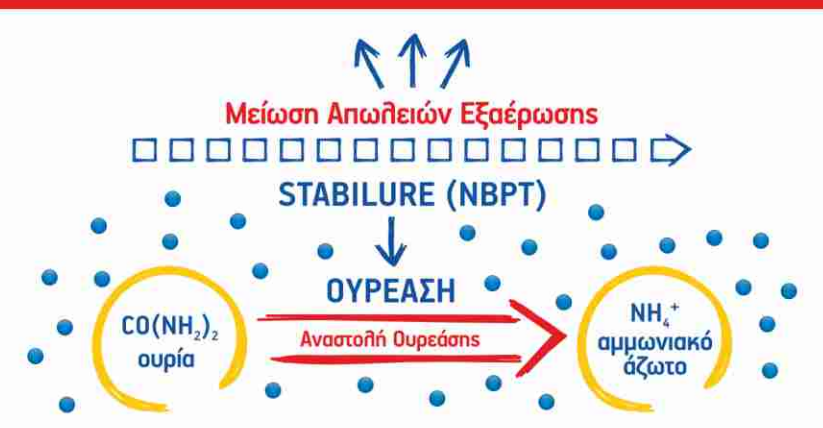 Μείωση Απωλειών Εξαέρωσης
STABILURE (NBPT)
ΟΥΡΕΑΣΗ
CO(NH₂)₂
ουρία
Αναστολή Ουρεάσης
NH₄⁺
αμμωνιακό
άζωτο